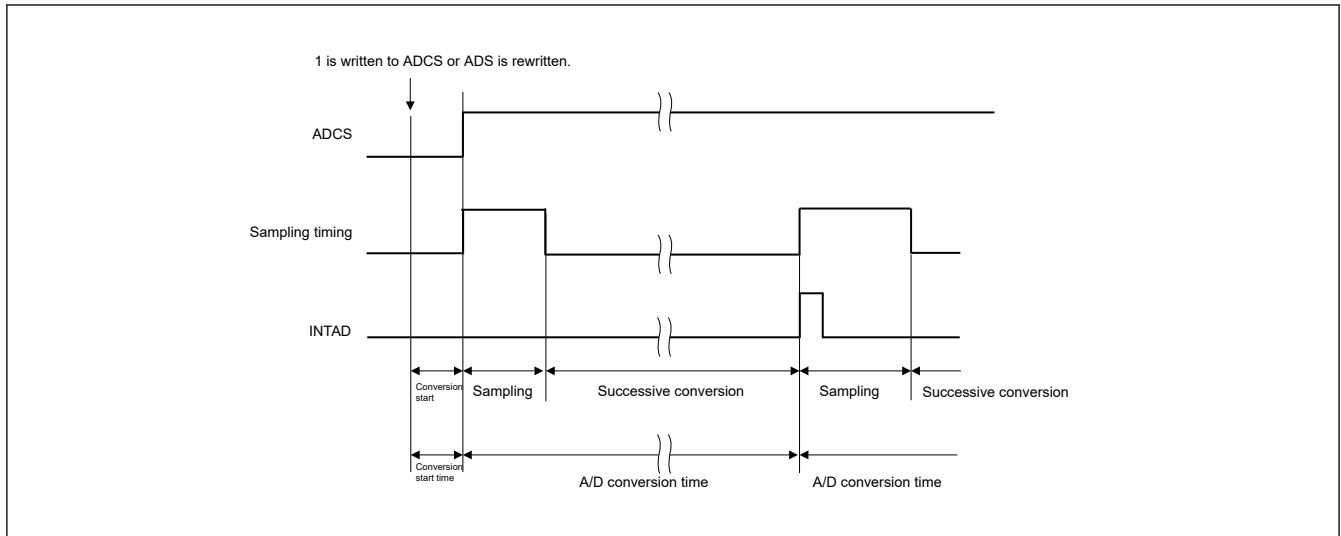 1 is written to ADCS or ADS is rewritten.
ADCS
Sampling timing
INTAD
Conversion
start
Sampling
Successive conversion
Sampling
Successive conversion
Conversion
start time
A/D conversion time
A/D conversion time